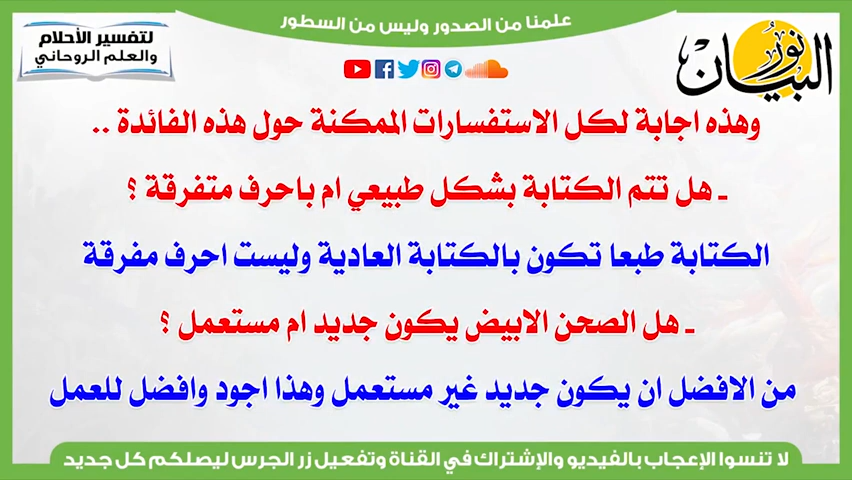 علمنا من الصدور وليس من السطور
نور البيان
لتفسير الأحلام
والعلم الروحاني
وهذه اجابة لكل الاستفسارات الممكنة حول هذه الفائدة ..
ـ هل تتم الكتابة بشكل طبيعي ام باحرف متفرقة ؟
الكتابة طبعا تكون بالكتابة العادية وليست احرف مفرقة
ـ هل الصحن الابيض يكون جديد ام مستعمل ؟
من الافضل ان يكون جديد غير مستعمل وهذا اجود وافضل للعمل
لا تنسوا الإعجاب بالفيديو والإشتراك في القناة وتفعيل زر الجرس ليصلكم كل جديد